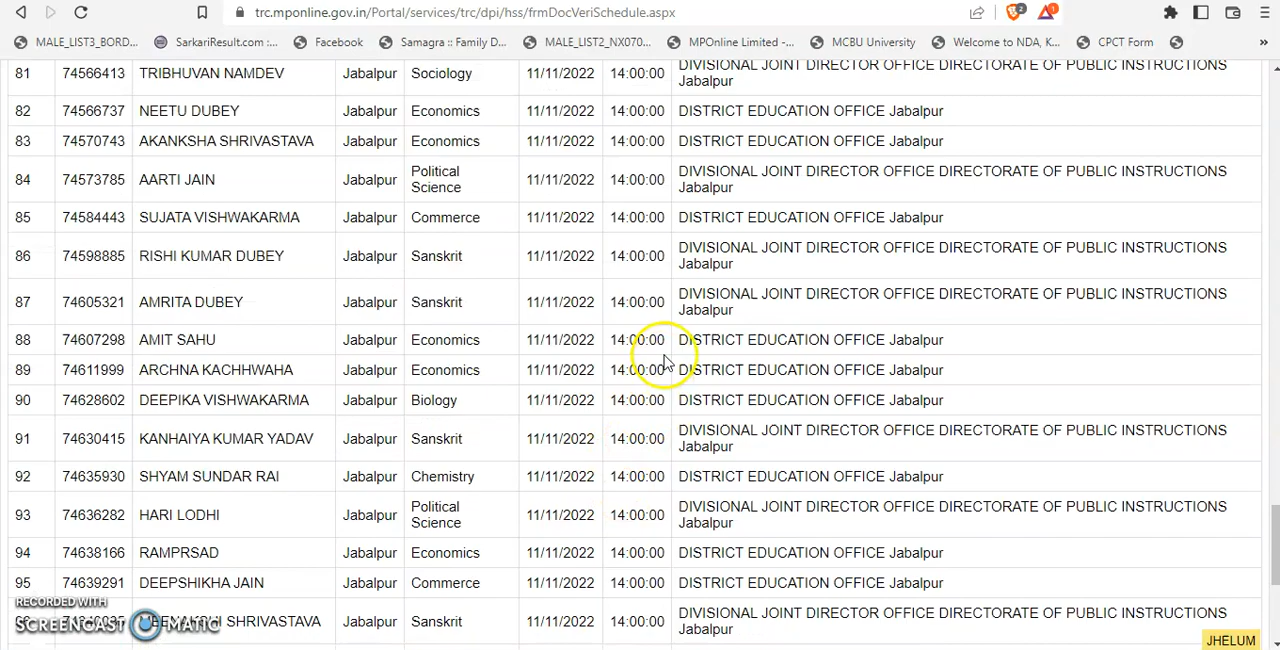 trc.mponline.gov.in/Portal/services/trc/dpi/hss/frmDocVeriSchedule.aspx 2 1
MALE_LIST3_BORD... SarkariResult.com :... Facebook Samagra :: Family D... MALE_LIST2_NX070... MPOnline Limited -... MCBU University Welcome to NDA, K... CPCT Form »
81 74566413 TRIBHUVAN NAMDEV Jabalpur Sociology 11/11/2022 14:00:00 DIVISIONAL JOINT DIRECTOR OFFICE DIRECTORATE OF PUBLIC INSTRUCTIONS
Jabalpur
82 74566737 NEETU DUBEY Jabalpur Economics 11/11/2022 14:00:00 DISTRICT EDUCATION OFFICE Jabalpur
83 74570743 AKANKSHA SHRIVASTAVA Jabalpur Economics 11/11/2022 14:00:00 DISTRICT EDUCATION OFFICE Jabalpur
84 74573785 AARTI JAIN Jabalpur Political Science 11/11/2022 14:00:00 DIVISIONAL JOINT DIRECTOR OFFICE DIRECTORATE OF PUBLIC INSTRUCTIONS
Jabalpur
85 74584443 SUJATA VISHWAKARMA Jabalpur Commerce 11/11/2022 14:00:00 DISTRICT EDUCATION OFFICE Jabalpur
86 74598885 RISHI KUMAR DUBEY Jabalpur Sanskrit 11/11/2022 14:00:00 DIVISIONAL JOINT DIRECTOR OFFICE DIRECTORATE OF PUBLIC INSTRUCTIONS
Jabalpur
87 74605321 AMRITA DUBEY Jabalpur Sanskrit 11/11/2022 14:00:00 DIVISIONAL JOINT DIRECTOR OFFICE DIRECTORATE OF PUBLIC INSTRUCTIONS
Jabalpur
88 74607298 AMIT SAHU Jabalpur Economics 11/11/2022 14:00:00 DISTRICT EDUCATION OFFICE Jabalpur
89 74611999 ARCHNA KACHHWAHA Jabalpur Economics 11/11/2022 14:00:00 DISTRICT EDUCATION OFFICE Jabalpur
90 74628602 DEEPIKA VISHWAKARMA Jabalpur Biology 11/11/2022 14:00:00 DISTRICT EDUCATION OFFICE Jabalpur
91 74630415 KANHAIYA KUMAR YADAV Jabalpur Sanskrit 11/11/2022 14:00:00 DIVISIONAL JOINT DIRECTOR OFFICE DIRECTORATE OF PUBLIC INSTRUCTIONS
Jabalpur
92 74635930 SHYAM SUNDAR RAI Jabalpur Chemistry 11/11/2022 14:00:00 DISTRICT EDUCATION OFFICE Jabalpur
93 74636282 HARI LODHI Jabalpur Political Science 11/11/2022 14:00:00 DIVISIONAL JOINT DIRECTOR OFFICE DIRECTORATE OF PUBLIC INSTRUCTIONS
Jabalpur
94 74638166 RAMPRSAD Jabalpur Economics 11/11/2022 14:00:00 DISTRICT EDUCATION OFFICE Jabalpur
95 74639291 DEEPSHIKHA JAIN Jabalpur Commerce 11/11/2022 14:00:00 DISTRICT EDUCATION OFFICE Jabalpur
RECORDED WITH
SCREENCAST MATIC
SHRIVASTAVA Jabalpur Sanskrit 11/11/2022 14:00:00 DIVISIONAL JOINT DIRECTOR OFFICE DIRECTORATE OF PUBLIC INSTRUCTIONS
Jabalpur
JHELUM